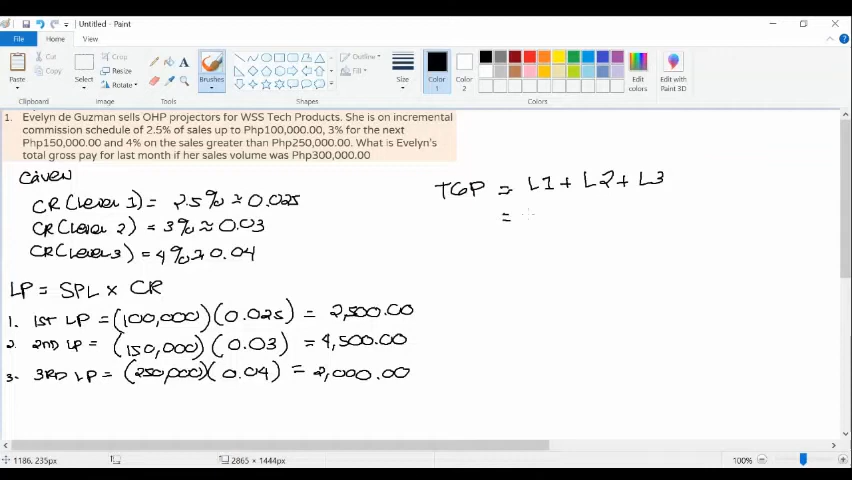 Untitled - Paint
File Home View
Paste Cut Copy Select Crop Resize Rotate Brushes Outline Fill Size Color 1 Color 2 Edit colors Edit with Paint 3D
Clipboard Image Tools Shapes Colors
1. Evelyn de Guzman sells OHP projectors for WSS Tech Products. She is on incremental
commission schedule of 2.5% of sales up to Php100,000.00, 3% for the next
Php150,000.00 and 4% on the sales greater than Php250,000.00. What is Evelyn's
total gross pay for last month if her sales volume was Php300,000.00
Given
CR(Level 1) = 2.5% ≈ 0.025
CR(Level 2) = 3% ≈ 0.03
CR(Level 3) = 4% ≈ 0.04
LP = SPL x CR
1. 1ST LP = (100,000)(0.025) = 2,500.00
2. 2ND LP = (150,000)(0.03) = 4,500.00
3. 3RD LP = (250,000)(0.04) = 2,000.00
TGP = L1 + L2 + L3
=
1186, 235px 2865 × 1444px 100%